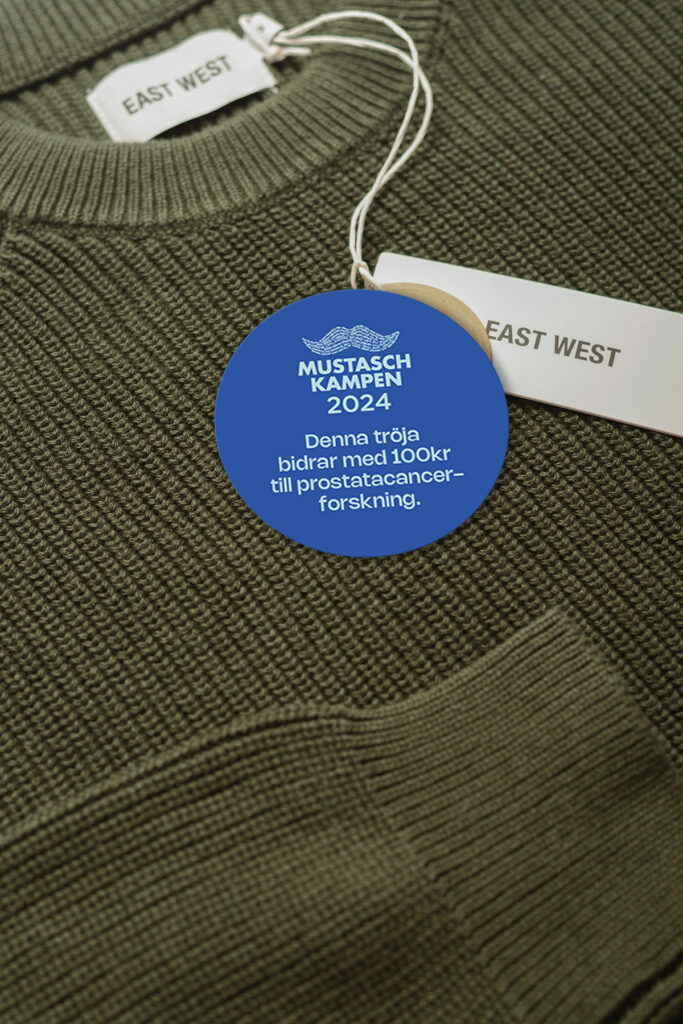 EAST WEST
EAST WEST
MUSTASCH
KAMPEN
2024
Denna tröja
bidrar med 100kr
till prostatacancer-
forskning.